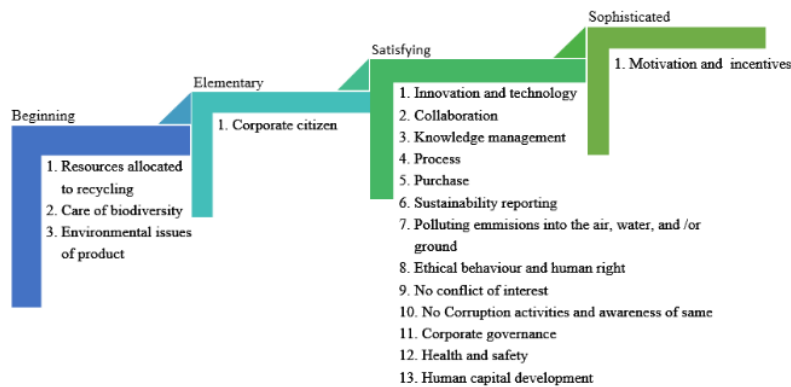 Beginning
1. Resources allocated
to recycling
2. Care of biodiversity
3. Environmental issues
of product
Elementary
1. Corporate citizen
Satisfying
1. Innovation and technology
2. Collaboration
3. Knowledge management
4. Process
5. Purchase
6. Sustainability reporting
7. Polluting emmisions into the air, water, and /or
ground
8. Ethical behaviour and human right
9. No conflict of interest
10. No Corruption activities and awareness of same
11. Corporate governance
12. Health and safety
13. Human capital development
Sophisticated
1. Motivation and incentives